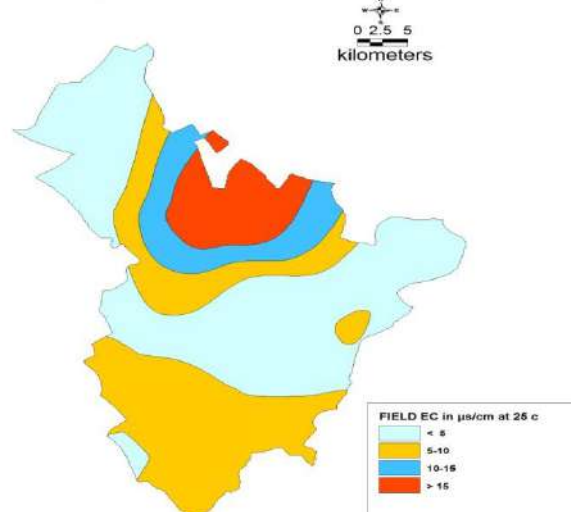 W E
S
0 2.5 5
kilometers
FIELD EC in µs/cm at 25 c
< 5
5-10
10-15
> 15